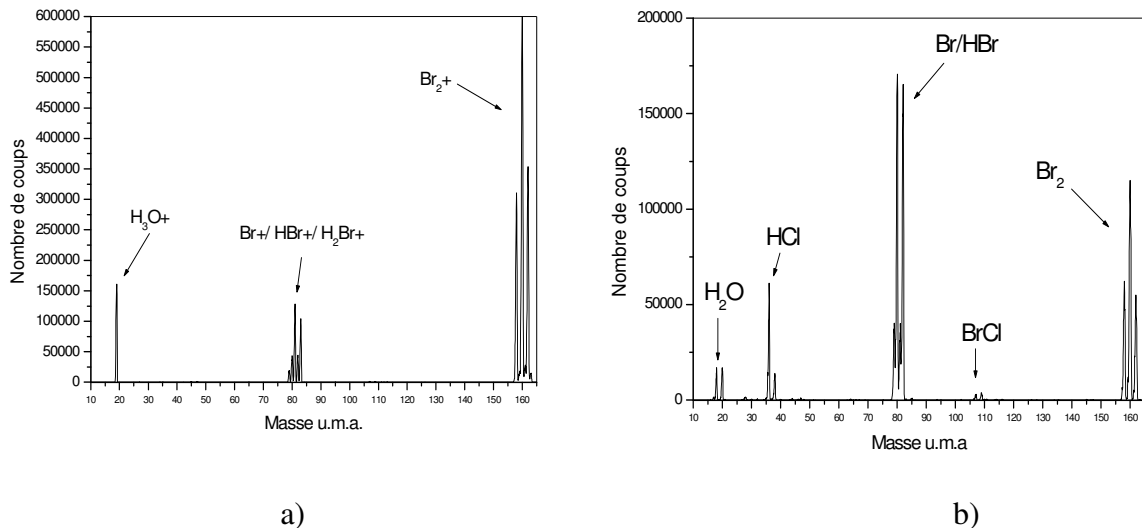 600000
550000
500000
450000
400000
350000
300000
250000
200000
150000
100000
50000
0
10 20 30 40 50 60 70 80 90 100 110 120 130 140 150 160
Nombre de coups
Masse u.m.a.
H3O+
Br+/ HBr+/ H2Br+
Br2+
a)
200000
150000
100000
50000
0
10 20 30 40 50 60 70 80 90 100 110 120 130 140 150 160
Nombre de coups
Masse u.m.a
H2O
HCl
Br/HBr
BrCl
Br2
b)